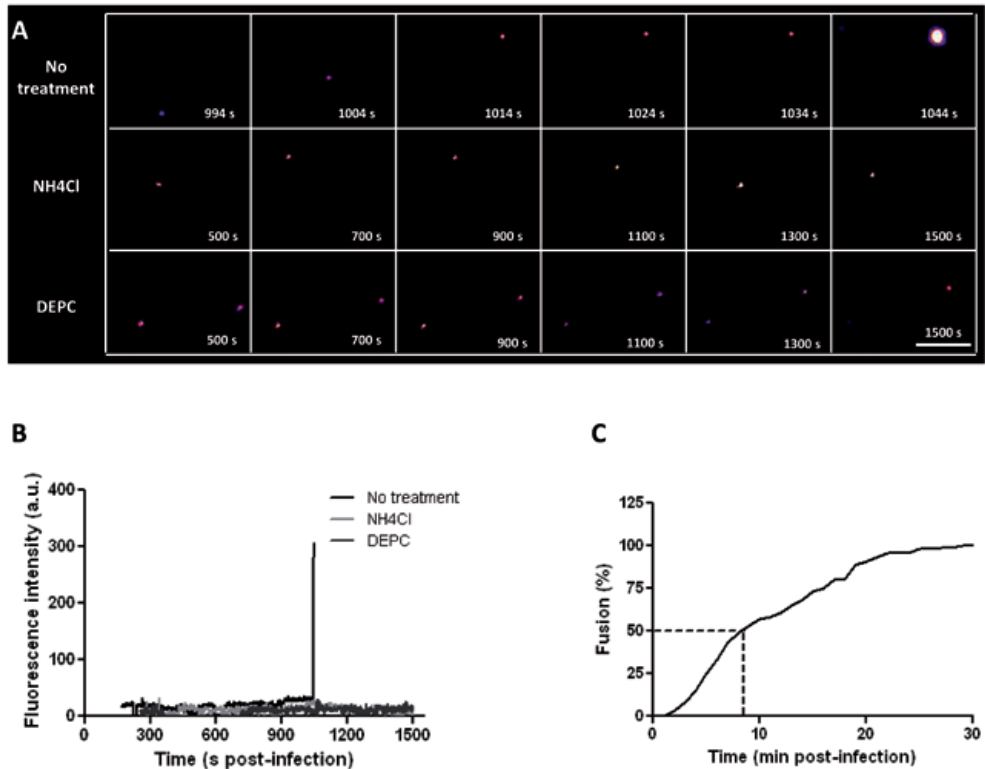 A
No
treatment
994 s
1004 s
1014 s
1024 s
1034 s
1044 s
NH4Cl
500 s
700 s
900 s
1100 s
1300 s
1500 s
DEPC
500 s
700 s
900 s
1100 s
1300 s
1500 s
B
Fluorescence intensity (a.u.)
400
300
200
100
0
0 300 600 900 1200 1500
Time (s post-infection)
No treatment
NH4Cl
DEPC
C
Fusion (%)
125
100
75
50
25
0
0 10 20 30
Time (min post-infection)